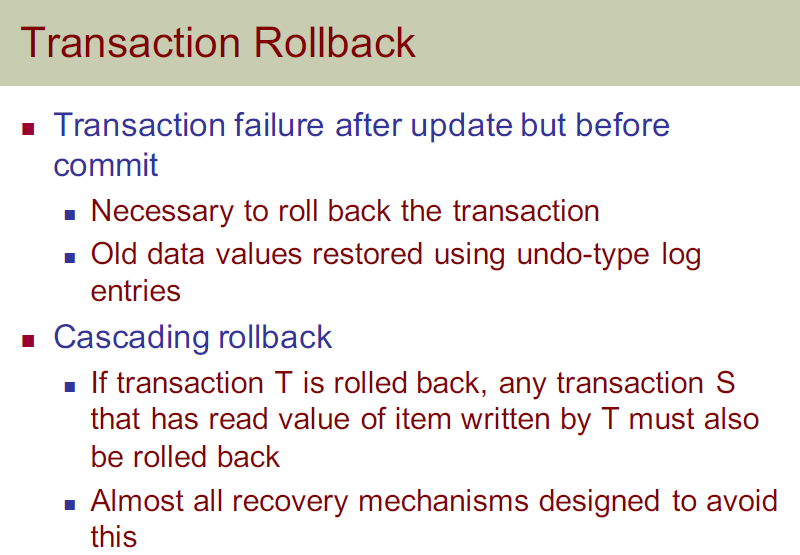 Transaction Rollback
Transaction failure after update but before
commit
Necessary to roll back the transaction
Old data values restored using undo-type log
entries
Cascading rollback
If transaction T is rolled back, any transaction S
that has read value of item written by T must also
be rolled back
Almost all recovery mechanisms designed to avoid
this